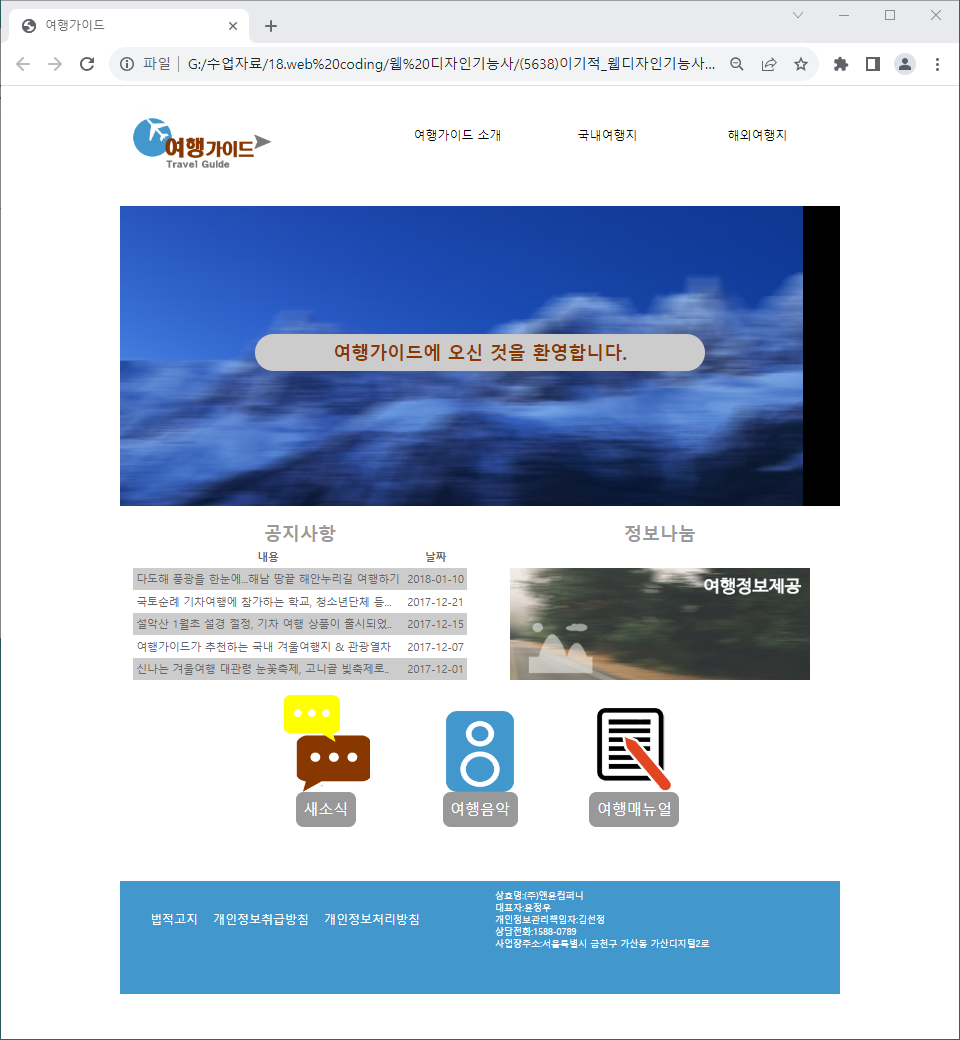 여행가이드
파일 | G:/수업자료/18.web%20coding/웹%20디자인기능사/(5638)이기적_웹디자인기능사...
여행가이드
Travel Guide
여행가이드 소개 국내여행지 해외여행지
여행가이드에 오신 것을 환영합니다.
공지사항
내용 날짜
다도해 풍광을 한눈에...해남 땅끝 해안누리길 여행하기 2018-01-10
국토순례 기차여행에 참가하는 학교, 청소년단체 등... 2017-12-21
설악산 1월초 설경 절정, 기차 여행 상품이 출시되었.. 2017-12-15
여행가이드가 추천하는 국내 겨울여행지 & 관광열차 2017-12-07
신나는 겨울여행 대관령 눈꽃축제, 고니골 빛축제로.. 2017-12-01
정보나눔
여행정보제공
새소식 여행음악 여행매뉴얼
법적고지 개인정보취급방침 개인정보처리방침
상호명:(주)앤윤컴퍼니
대표자:윤정우
개인정보관리책임자:김선정
상담전화:1588-0789
사업장주소:서울특별시 금천구 가산동 가산디지털2로